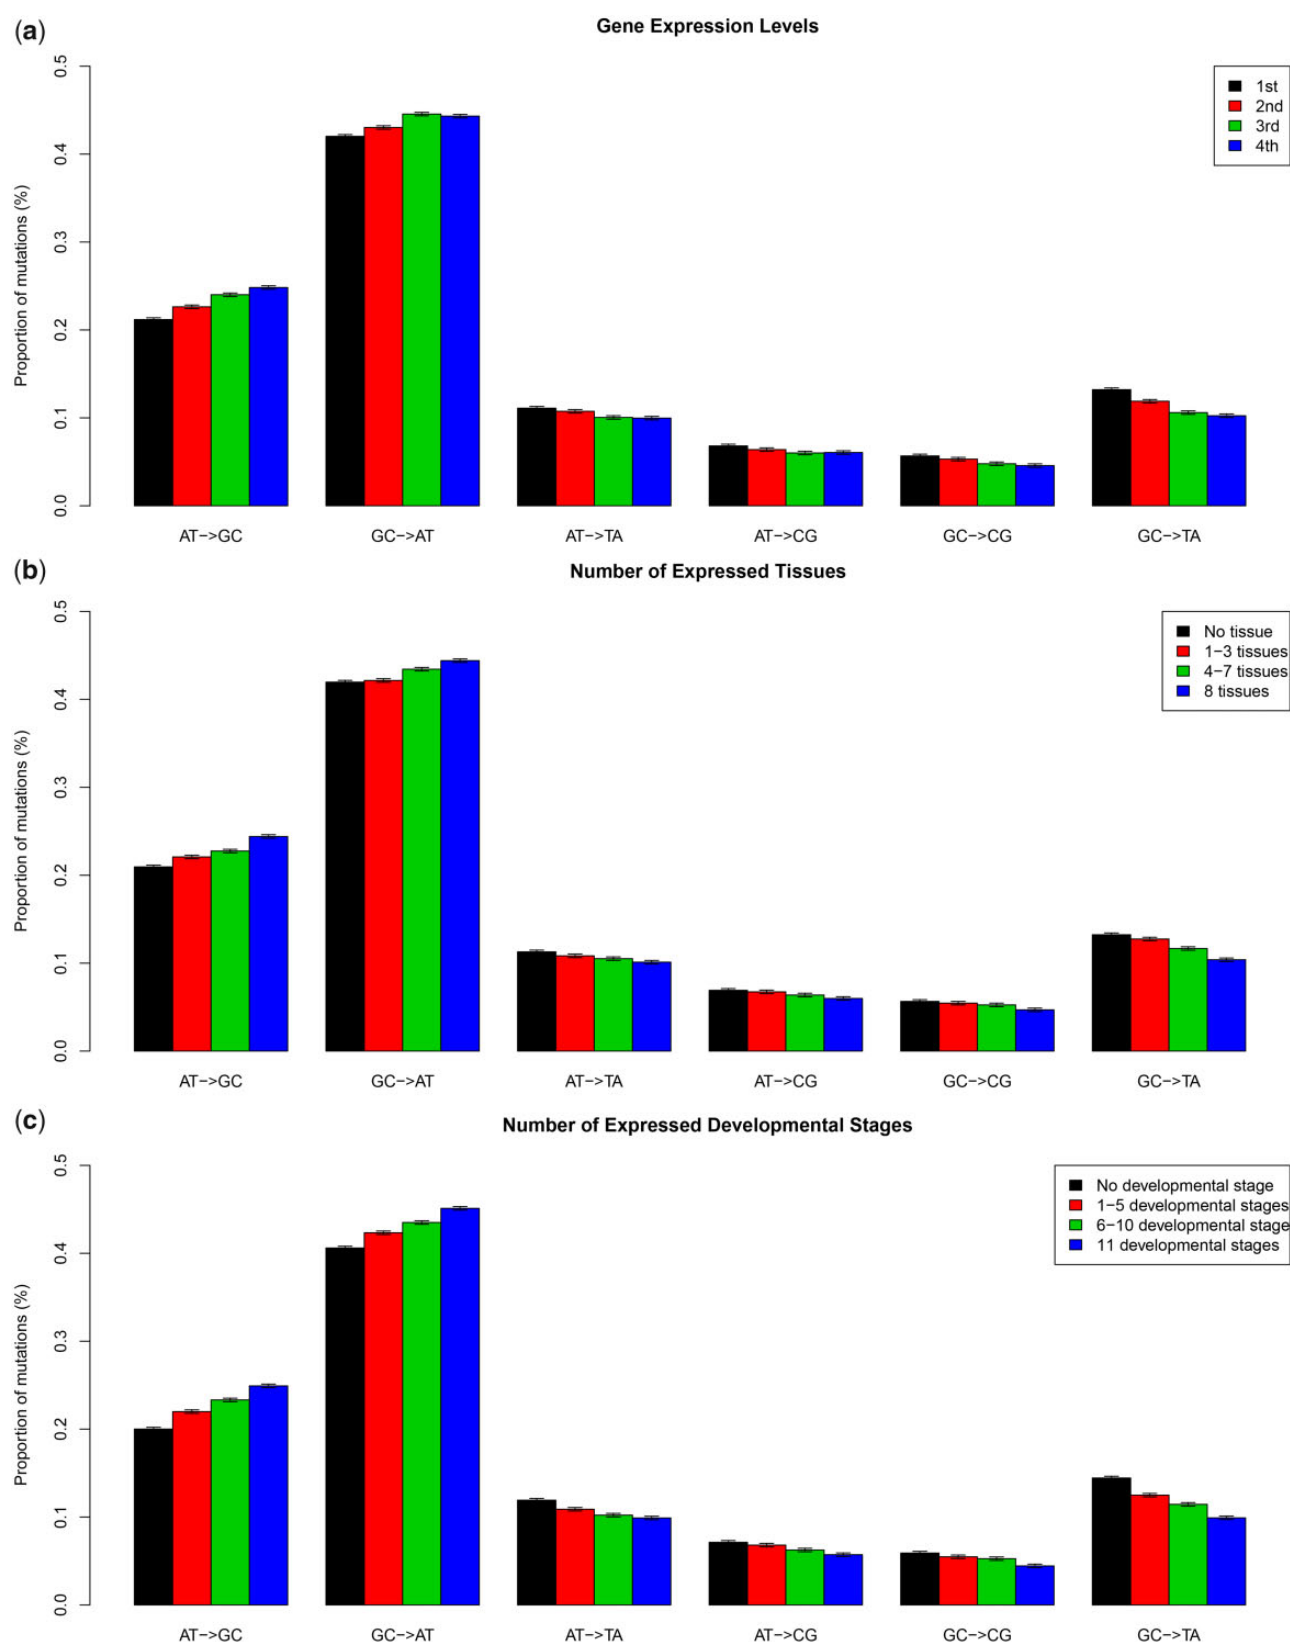 (a)
Gene Expression Levels
Proportion of mutations (%)
0.5
0.4
0.3
0.2
0.1
0.0
1st
2nd
3rd
4th
AT->GC GC->AT AT->TA AT->CG GC->CG GC->TA
(b)
Number of Expressed Tissues
Proportion of mutations (%)
0.5
0.4
0.3
0.2
0.1
0.0
No tissue
1-3 tissues
4-7 tissues
8 tissues
AT->GC GC->AT AT->TA AT->CG GC->CG GC->TA
(c)
Number of Expressed Developmental Stages
Proportion of mutations (%)
0.5
0.4
0.3
0.2
0.1
0.0
No developmental stage
1-5 developmental stages
6-10 developmental stage
11 developmental stages
AT->GC GC->AT AT->TA AT->CG GC->CG GC->TA